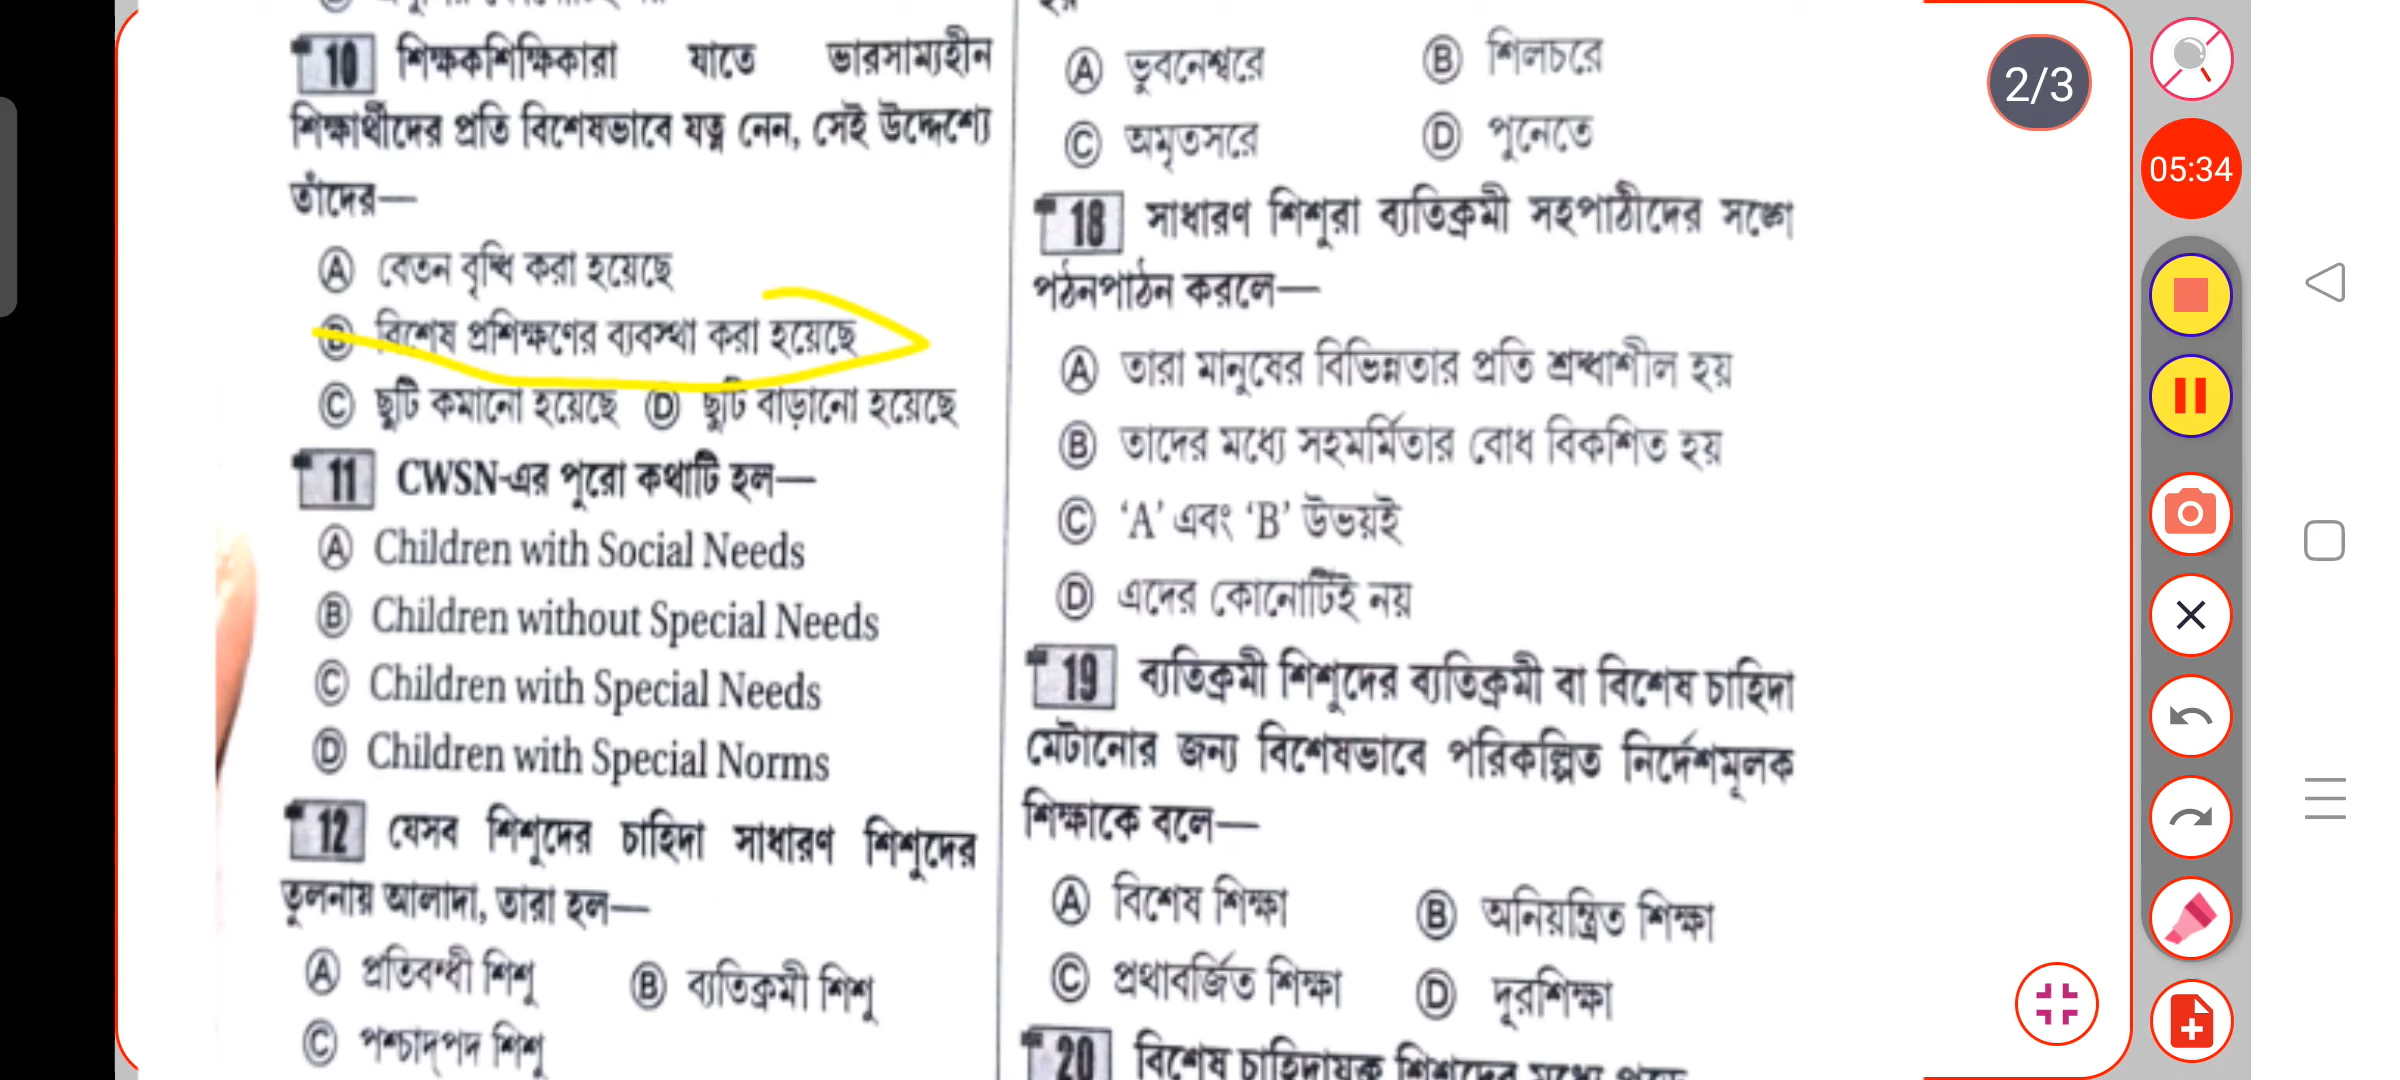 10 শিক্ষকশিক্ষিকারা যাতে ভারসাম্যহীন
শিক্ষার্থীদের প্রতি বিশেষভাবে যত্ন নেন, সেই উদ্দেশ্যে
তাঁদের—
Ⓐ বেতন বৃদ্ধি করা হয়েছে
Ⓑ বিশেষ প্রশিক্ষণের ব্যবস্থা করা হয়েছে
Ⓒ ছুটি কমানো হয়েছে Ⓓ ছুটি বাড়ানো হয়েছে
11 CWSN-এর পুরো কথাটি হল—
Ⓐ Children with Social Needs
Ⓑ Children without Special Needs
Ⓒ Children with Special Needs
Ⓓ Children with Special Norms
12 যেসব শিশুদের চাহিদা সাধারণ শিশুদের
তুলনায় আলাদা, তারা হল—
Ⓐ প্রতিবন্ধী শিশু Ⓑ ব্যতিক্রমী শিশু
Ⓒ পশ্চাদ্‌পদ শিশু
Ⓐ ভুবনেশ্বরে Ⓑ শিলচরে
Ⓒ অমৃতসরে Ⓓ পুনেতে
18 সাধারণ শিশুরা ব্যতিক্রমী সহপাঠীদের সঙ্গে
পঠনপাঠন করলে—
Ⓐ তারা মানুষের বিভিন্নতার প্রতি শ্রদ্ধাশীল হয়
Ⓑ তাদের মধ্যে সহমর্মিতার বোধ বিকশিত হয়
Ⓒ ‘A’ এবং ‘B’ উভয়ই
Ⓓ এদের কোনোটিই নয়
19 ব্যতিক্রমী শিশুদের ব্যতিক্রমী বা বিশেষ চাহিদা
মেটানোর জন্য বিশেষভাবে পরিকল্পিত নির্দেশমূলক
শিক্ষাকে বলে—
Ⓐ বিশেষ শিক্ষা Ⓑ অনিয়ন্ত্রিত শিক্ষা
Ⓒ প্রথাবর্জিত শিক্ষা Ⓓ দূরশিক্ষা
20 বিশেষ চাহিদাযুক্ত শিশুদের মধ্যে
2/3
05:34